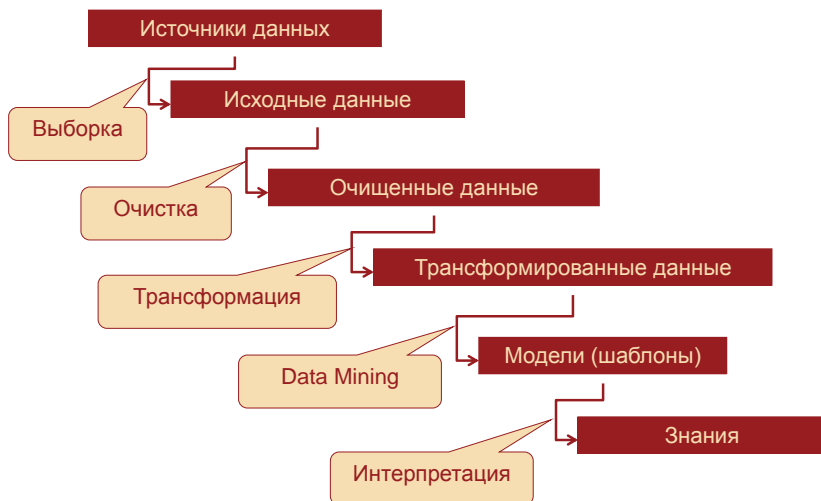 Источники данных
Исходные данные
Выборка
Очищенные данные
Очистка
Трансформированные данные
Трансформация
Модели (шаблоны)
Data Mining
Знания
Интерпретация